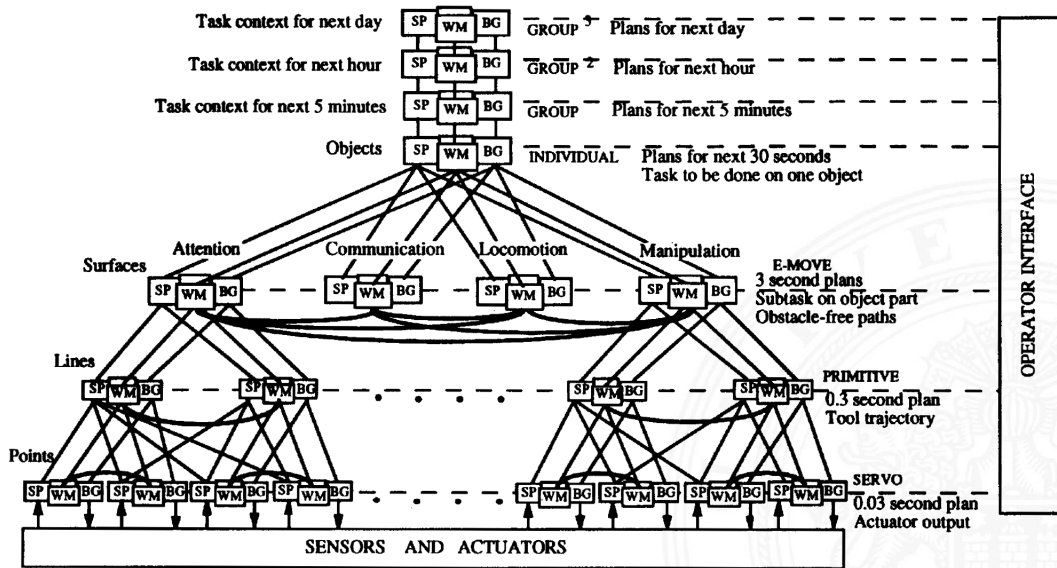 Task context for next day SP WM BG GROUP 3 Plans for next day
Task context for next hour SP WM BG GROUP 2 Plans for next hour
Task context for next 5 minutes SP WM BG GROUP Plans for next 5 minutes
Objects SP WM BG INDIVIDUAL Plans for next 30 seconds
Task to be done on one object
Attention Communication Locomotion Manipulation
Surfaces E-MOVE
SP WM BG SP WM BG SP WM BG SP WM BG 3 second plans
Subtask on object part
Obstacle-free paths
Lines PRIMITIVE
SP WM BG SP WM BG SP WM BG SP WM BG 0.3 second plan
Tool trajectory
Points SERVO
SP WM BG SP WM BG SP WM BG SP WM BG SP WM BG SP WM BG SP WM BG SP WM BG 0.03 second plan
Actuator output
SENSORS AND ACTUATORS
OPERATOR INTERFACE